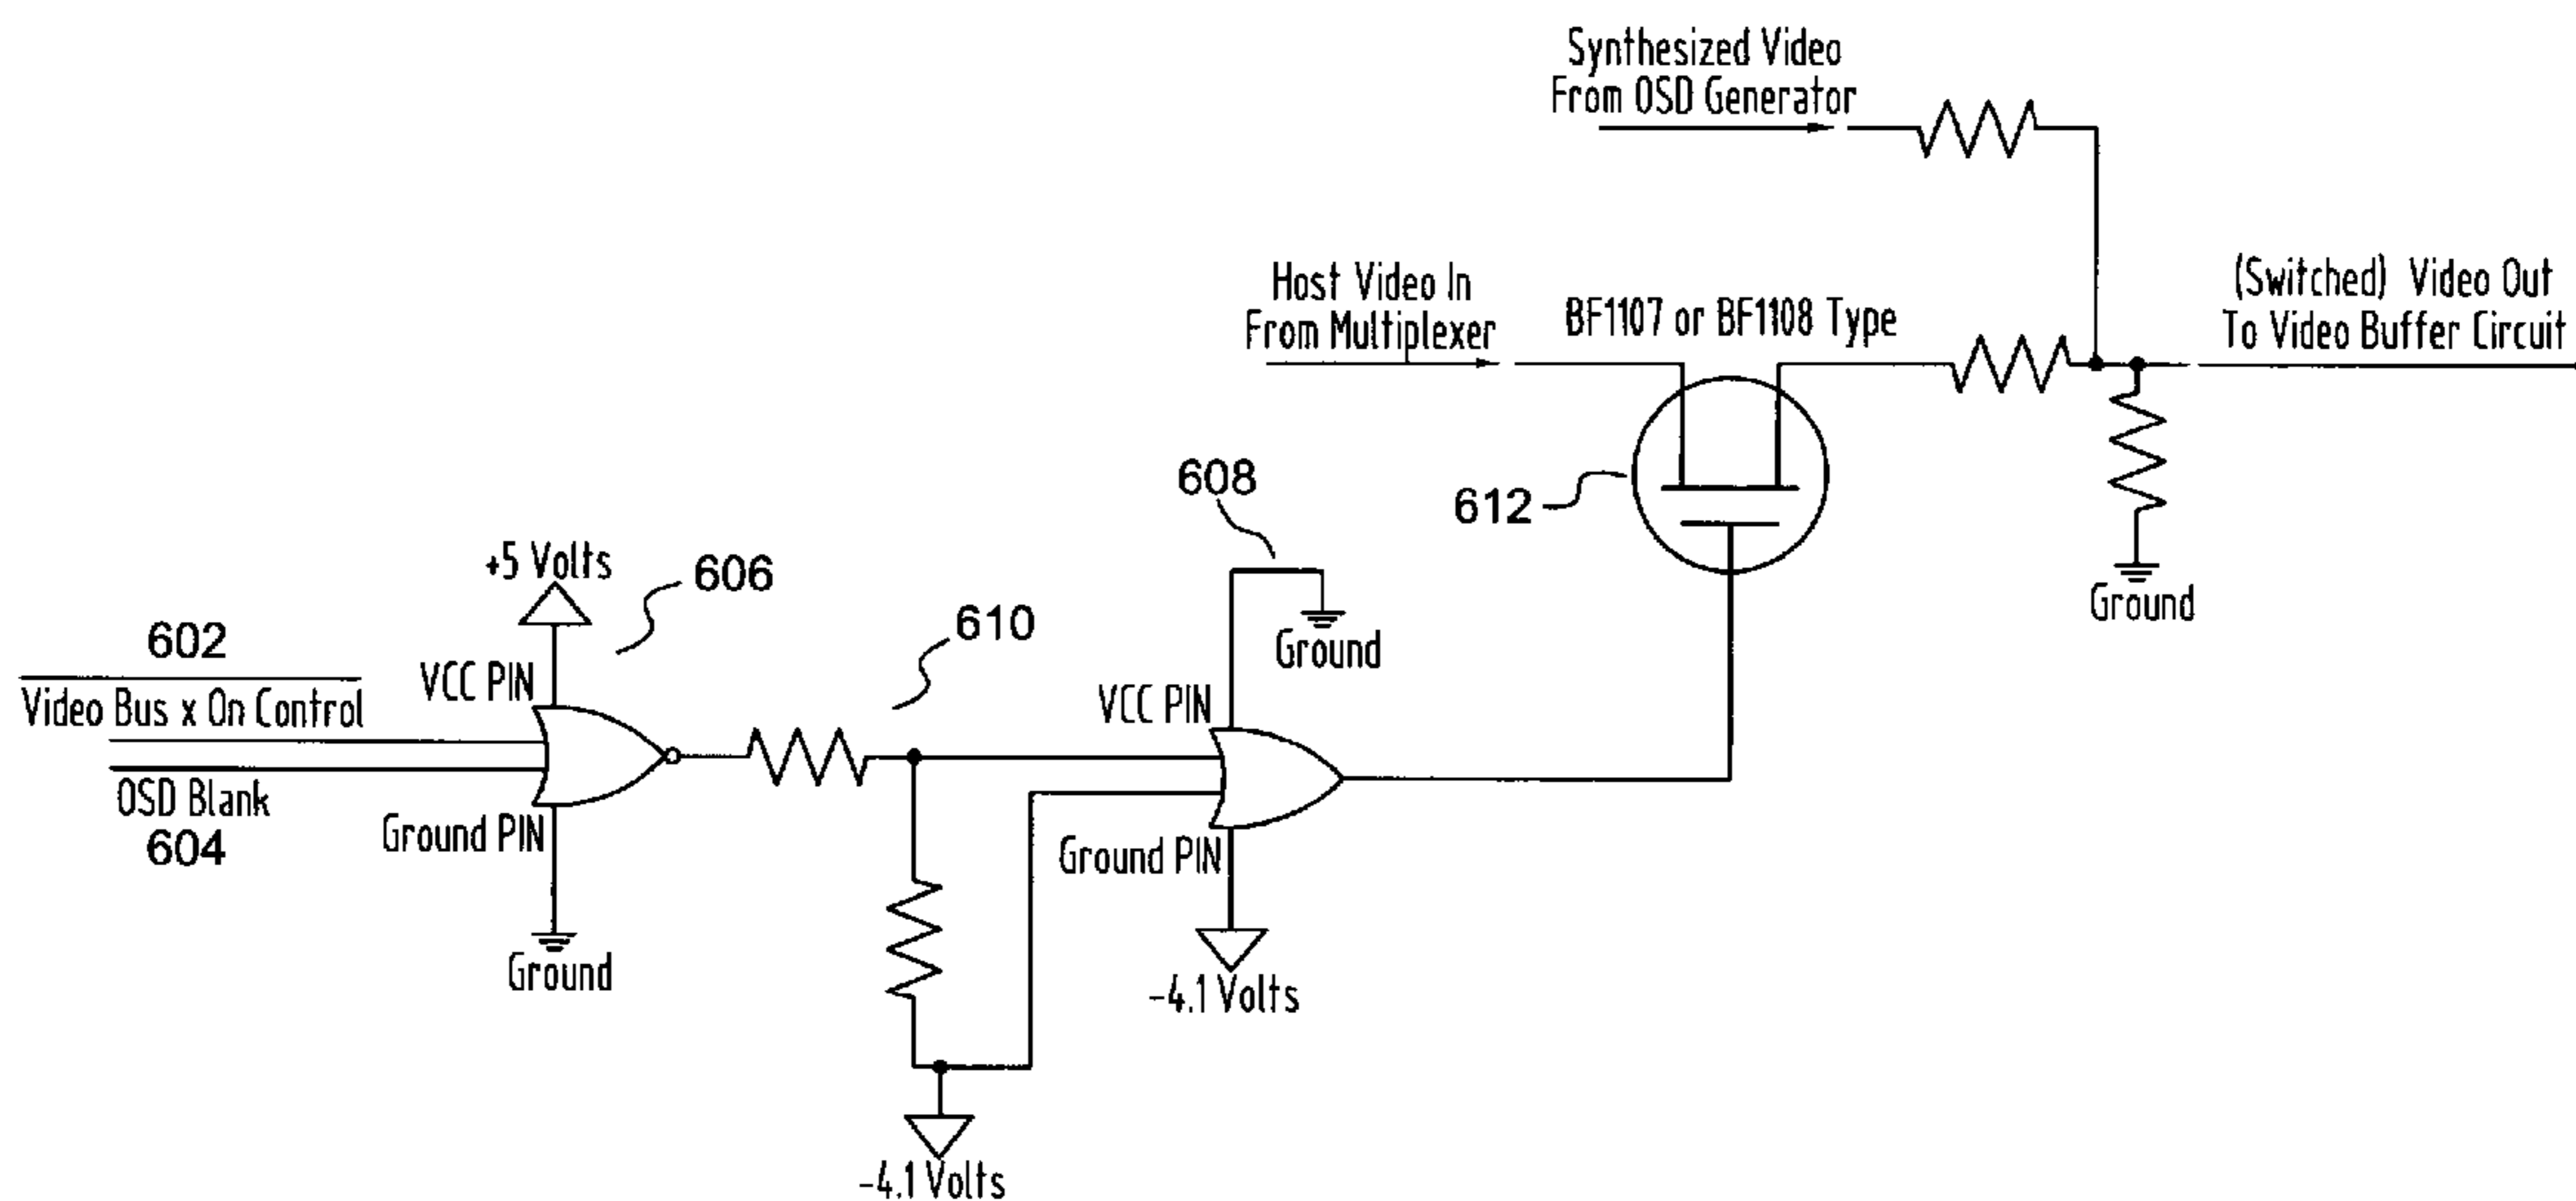 Synthesized Video
From OSD Generator
Host Video In
From Multiplexer
BF1107 or BF1108 Type
(Switched) Video Out
To Video Buffer Circuit
608
612
+5 Volts
606
610
Ground
Ground
602
VCC PIN
Video Bus x On Control
VCC PIN
OSD Blank
604
Ground PIN
Ground PIN
Ground
-4.1 Volts
-4.1 Volts